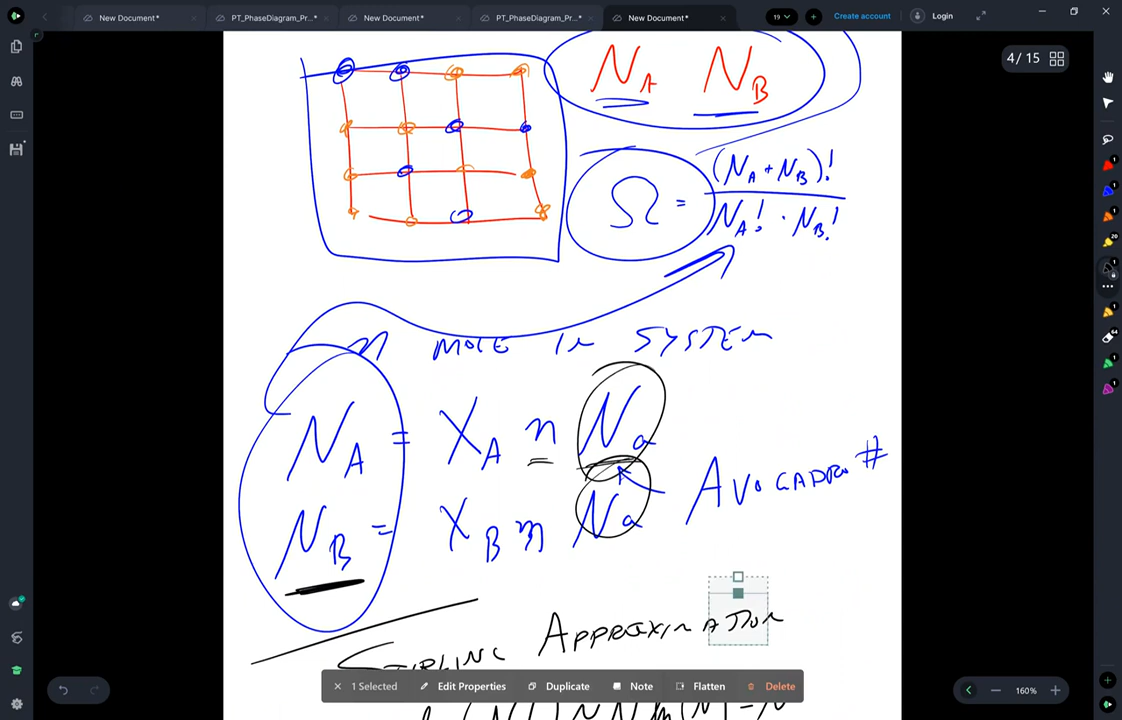 New Document*
PT_PhaseDiagram_Pr...*
New Document*
PT_PhaseDiagram_Pr...*
New Document*
19
Create account
Login
4/15
N_A N_B
Ω = (N_A + N_B)! / N_A! · N_B!
n MOLE IN SYSTEM
N_A = X_A n N_a
AVOGADRO #
N_B = X_B n N_a
STIRLING APPROXIMATION
1 Selected
Edit Properties
Duplicate
Note
Flatten
Delete
160%